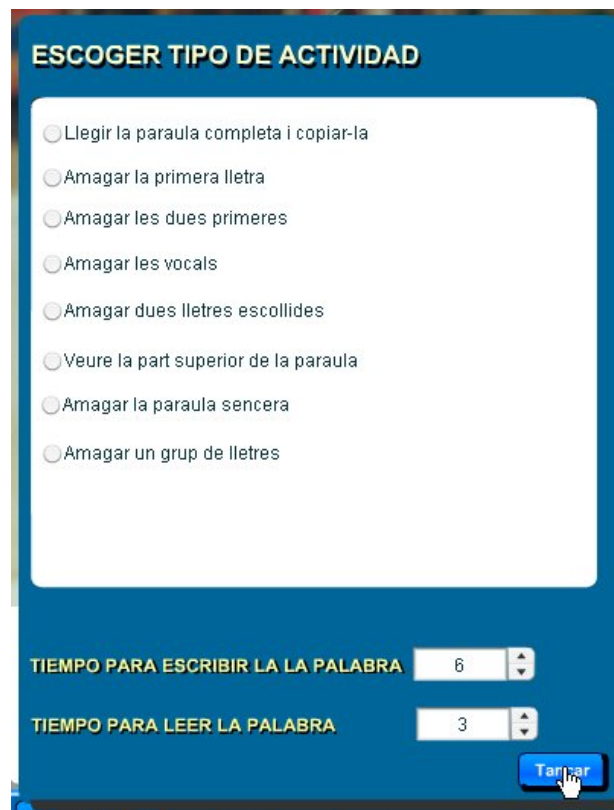 ESCOGER TIPO DE ACTIVIDAD
Llegir la paraula completa i copiar-la
Amagar la primera lletra
Amagar les dues primeres
Amagar les vocals
Amagar dues lletres escollides
Veure la part superior de la paraula
Amagar la paraula sencera
Amagar un grup de lletres
TIEMPO PARA ESCRIBIR LA LA PALABRA 6
TIEMPO PARA LEER LA PALABRA 3
Tancar